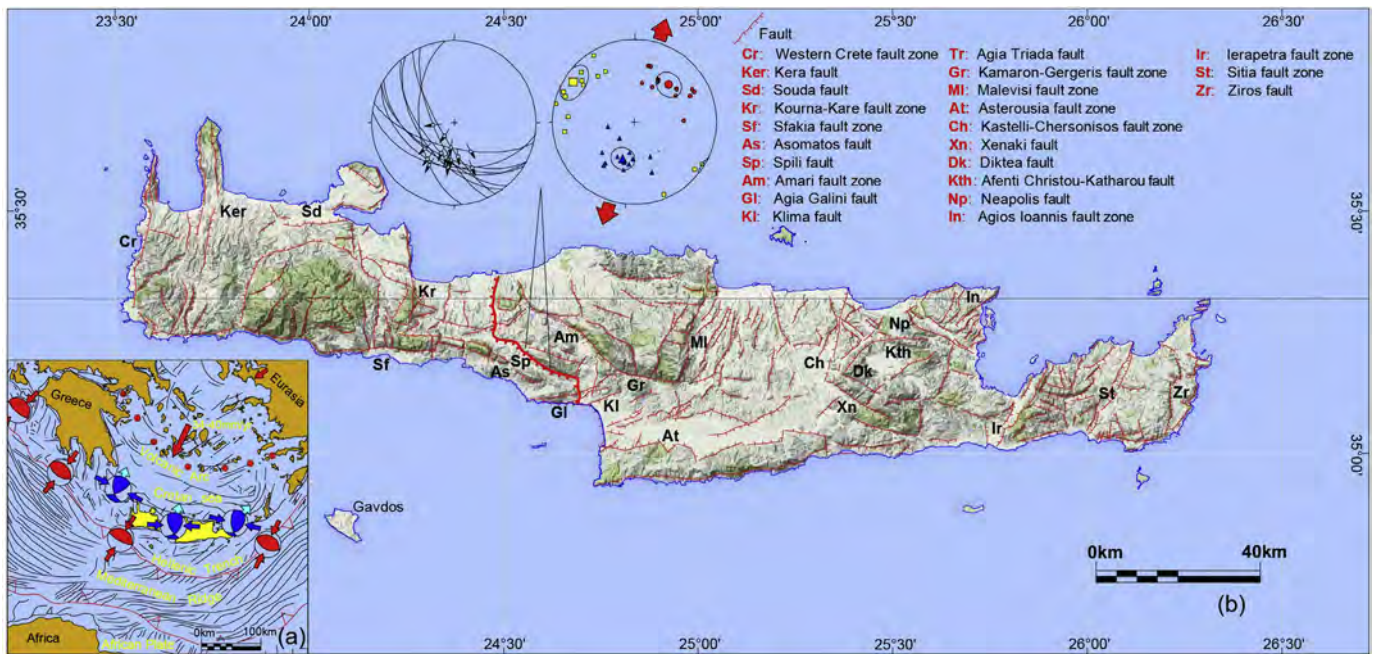 23°30' 24°00' 24°30' 25°00' 25°30' 26°00' 26°30'
Fault
Cr: Western Crete fault zone
Ker: Kera fault
Sd: Souda fault
Kr: Kourna-Kare fault zone
Sf: Sfakia fault zone
As: Asomatos fault
Sp: Spili fault
Am: Amari fault zone
Gl: Agia Galini fault
Kl: Klima fault
Tr: Agia Triada fault
Gr: Kamaron-Gergeris fault zone
Ml: Malevisi fault zone
At: Asterousia fault zone
Ch: Kastelli-Chersonisos fault zone
Xn: Xenaki fault
Dk: Diktea fault
Kth: Afenti Christou-Katharou fault
Np: Neapolis fault
In: Agios Ioannis fault zone
Ir: Ierapetra fault zone
St: Sitia fault zone
Zr: Ziros fault
35°30'
35°30'
Ker
Sd
Cr
Kr
In
Np
Am
Ml
Kth
Sf
Sp
As
Ch
Dk
Gr
St
Zr
Gl
Kl
Xn
At
Ir
35°00'
35°00'
Gavdos
0km 40km
(b)
Greece
Eurasia
Volcanic Arc
Cretan sea
Hellenic Trench
Mediterranean Ridge
Africa
African Plate
0km 100km
(a)
24°30' 25°00' 25°30' 26°00' 26°30'